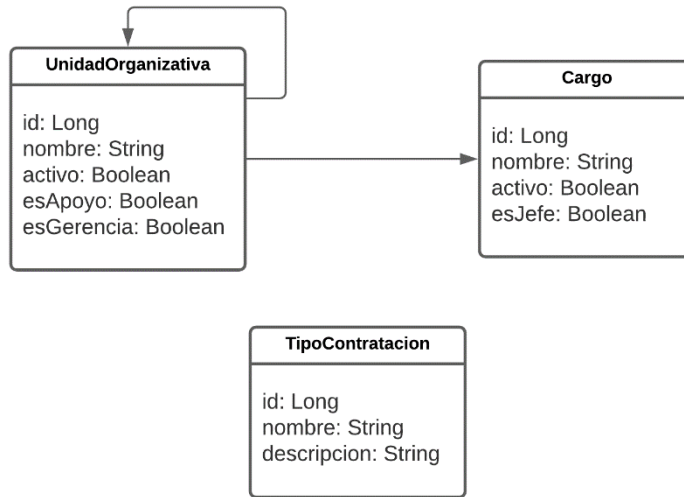 UnidadOrganizativa
id: Long
nombre: String
activo: Boolean
esApoyo: Boolean
esGerencia: Boolean
Cargo
id: Long
nombre: String
activo: Boolean
esJefe: Boolean
TipoContratacion
id: Long
nombre: String
descripcion: String